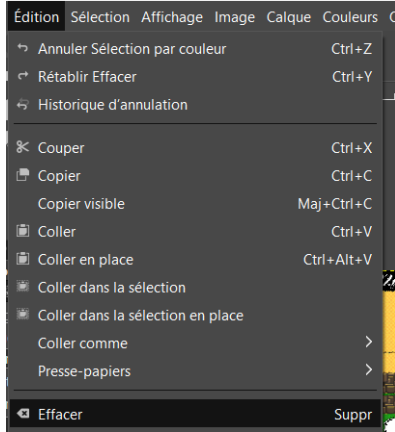 Édition Sélection Affichage Image Calque Couleurs
Annuler Sélection par couleur Ctrl+Z
Rétablir Effacer Ctrl+Y
Historique d'annulation
Couper Ctrl+X
Copier Ctrl+C
Copier visible Maj+Ctrl+C
Coller Ctrl+V
Coller en place Ctrl+Alt+V
Coller dans la sélection
Coller dans la sélection en place
Coller comme
Presse-papiers
Effacer Suppr